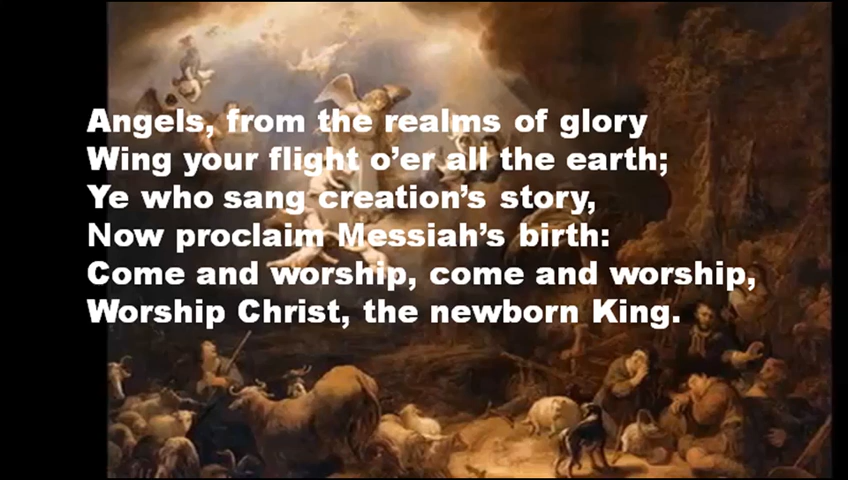 Angels, from the realms of glory
Wing your flight o’er all the earth;
Ye who sang creation’s story,
Now proclaim Messiah’s birth:
Come and worship, come and worship,
Worship Christ, the newborn King.